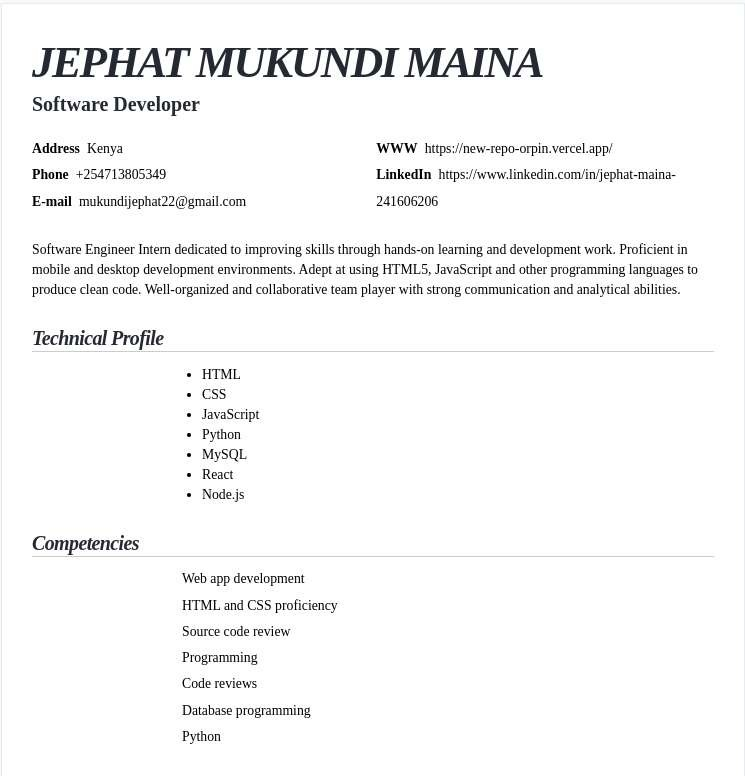 JEPHAT MUKUNDI MAINA
Software Developer
Address Kenya
Phone +254713805349
E-mail mukundijephat22@gmail.com
WWW https://new-repo-orpin.vercel.app/
LinkedIn https://www.linkedin.com/in/jephat-maina-
241606206
Software Engineer Intern dedicated to improving skills through hands-on learning and development work. Proficient in
mobile and desktop development environments. Adept at using HTML5, JavaScript and other programming languages to
produce clean code. Well-organized and collaborative team player with strong communication and analytical abilities.
Technical Profile
• HTML
• CSS
• JavaScript
• Python
• MySQL
• React
• Node.js
Competencies
Web app development
HTML and CSS proficiency
Source code review
Programming
Code reviews
Database programming
Python